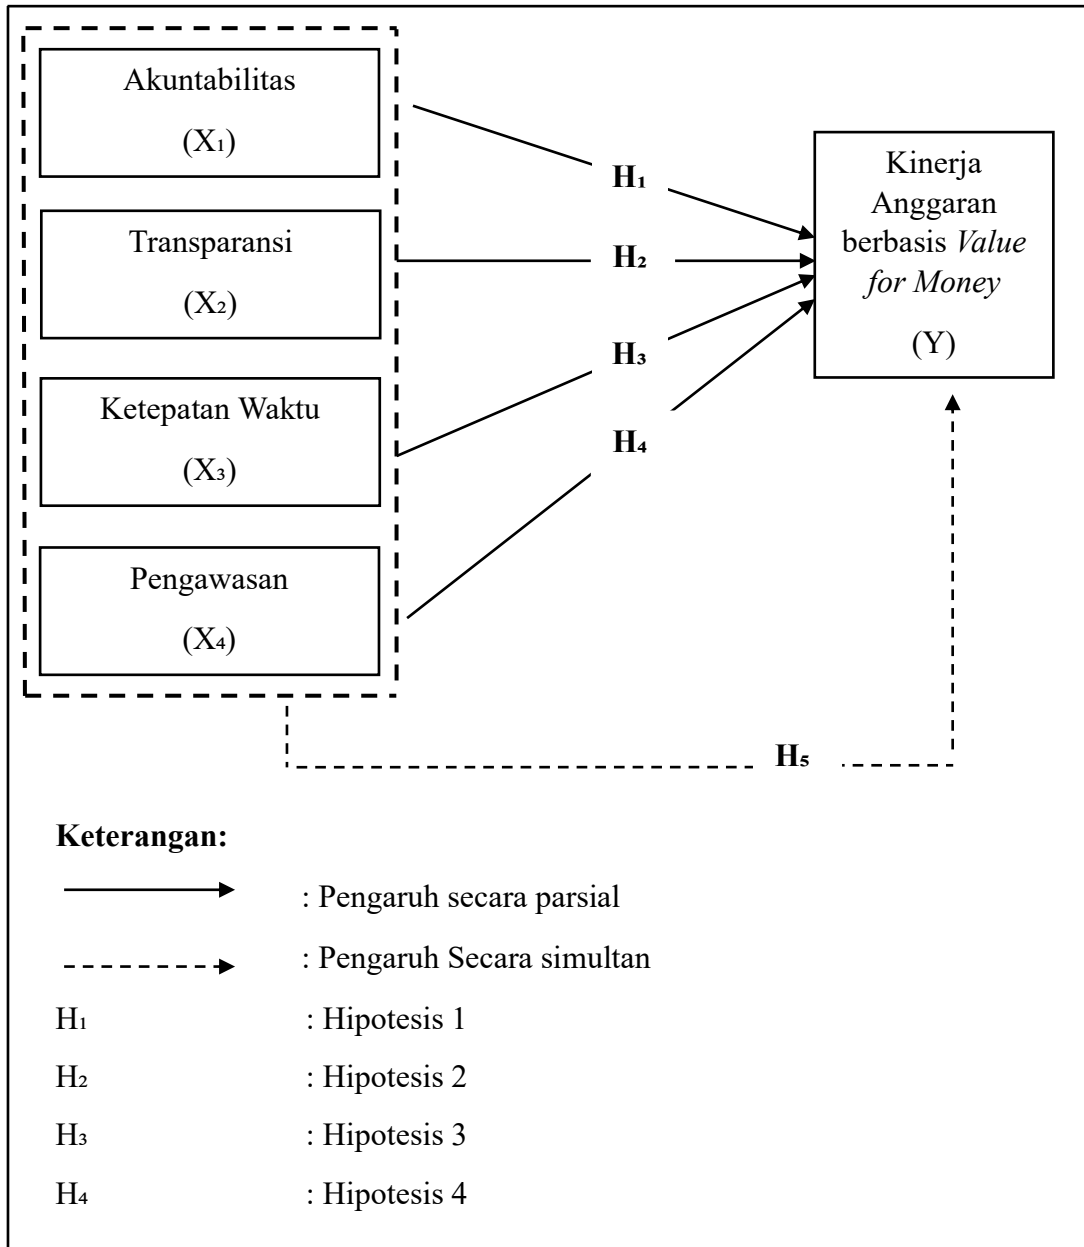 Akuntabilitas
(X₁)
Transparansi
(X₂)
Ketepatan Waktu
(X₃)
Pengawasan
(X₄)
H₁
H₂
H₃
H₄
Kinerja
Anggaran
berbasis Value
for Money
(Y)
H₅
Keterangan:
: Pengaruh secara parsial
: Pengaruh Secara simultan
H₁ : Hipotesis 1
H₂ : Hipotesis 2
H₃ : Hipotesis 3
H₄ : Hipotesis 4